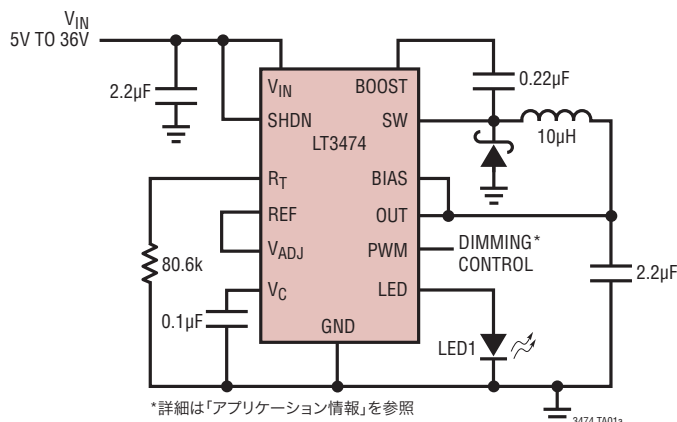 VIN
5V TO 36V
2.2µF
VIN
BOOST
0.22µF
SHDN
SW
LT3474
10µH
RT
BIAS
REF
OUT
VADJ
PWM
DIMMING*
CONTROL
80.6k
2.2µF
VC
LED
0.1µF
GND
LED1
*詳細は「アプリケーション情報」を参照
3474 TA01a